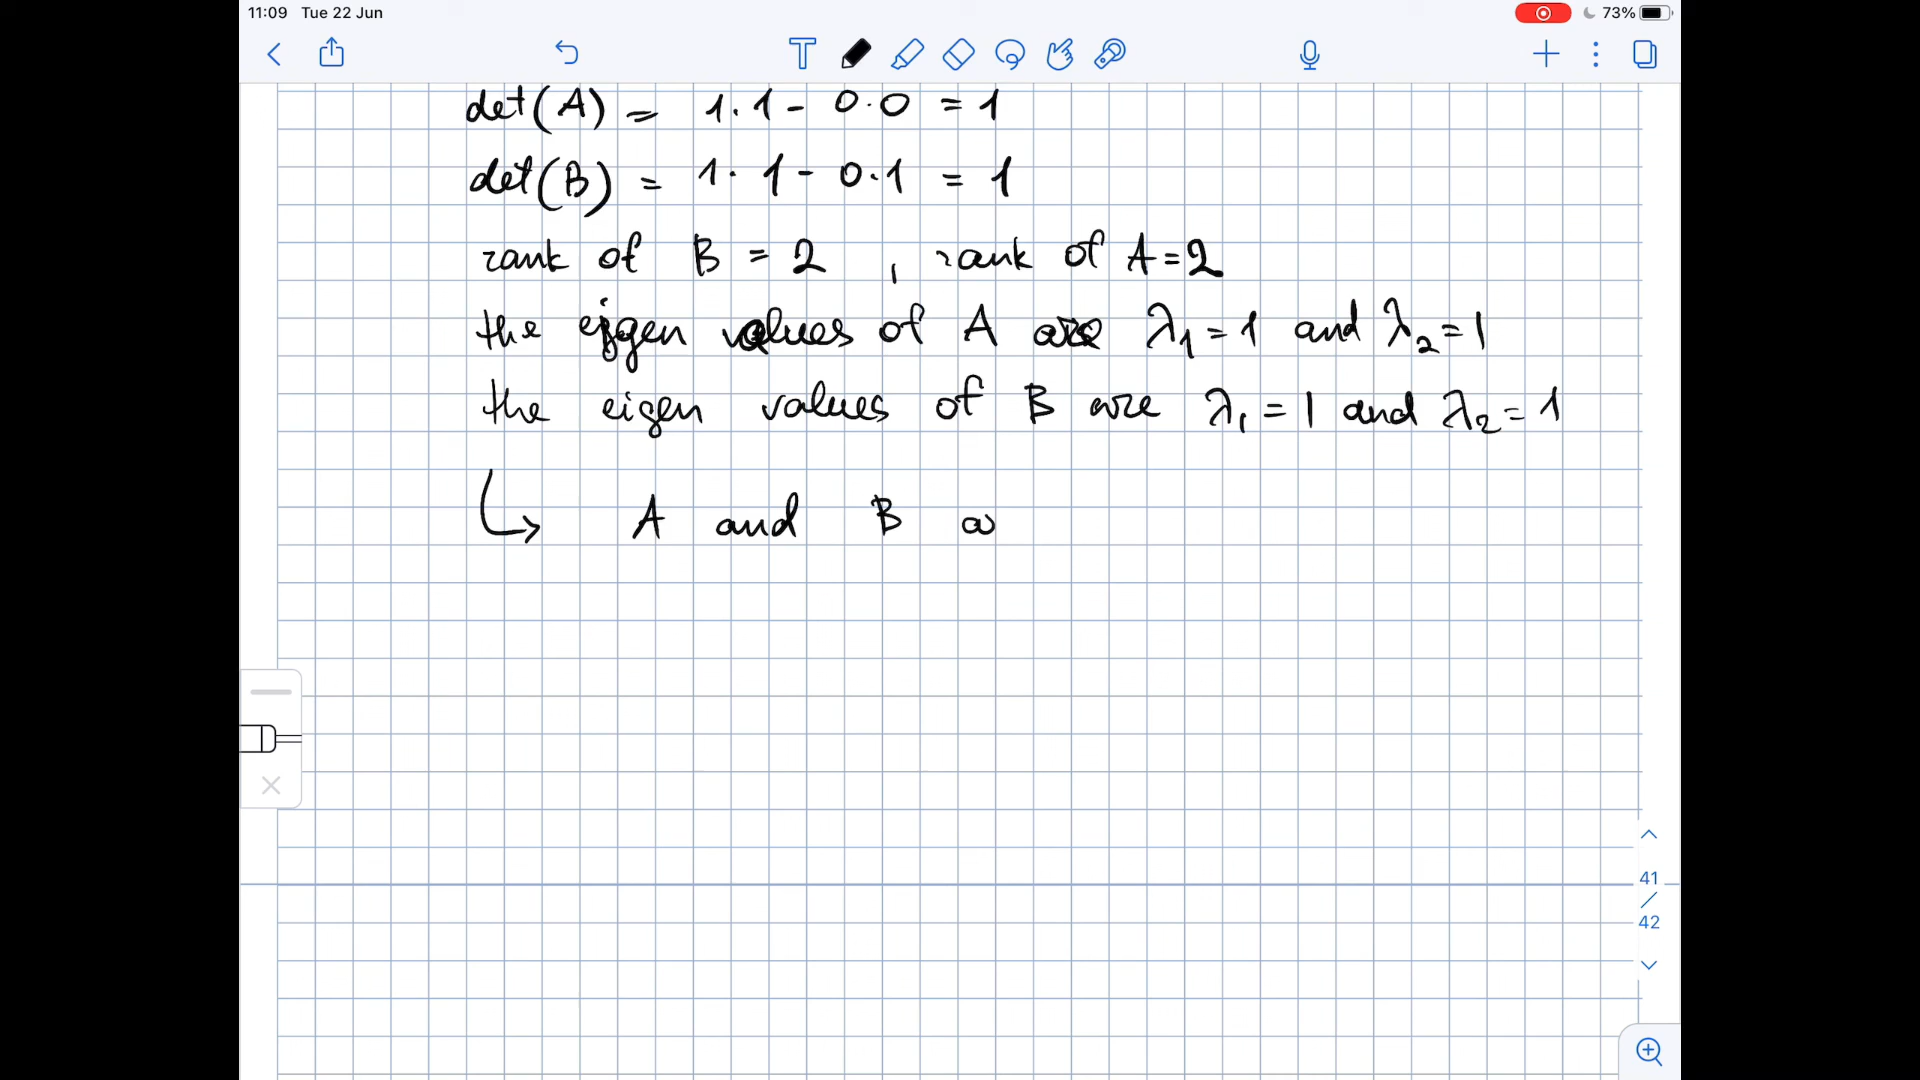 11:09 Tue 22 Jun 73%
det(A) = 1.1 - 0.0 = 1
det(B) = 1.1 - 0.1 = 1
rank of B = 2 , rank of A = 2
the eigen values of A are λ₁ = 1 and λ₂ = 1
the eigen values of B are λ₁ = 1 and λ₂ = 1
↳ A and B
41
/
42